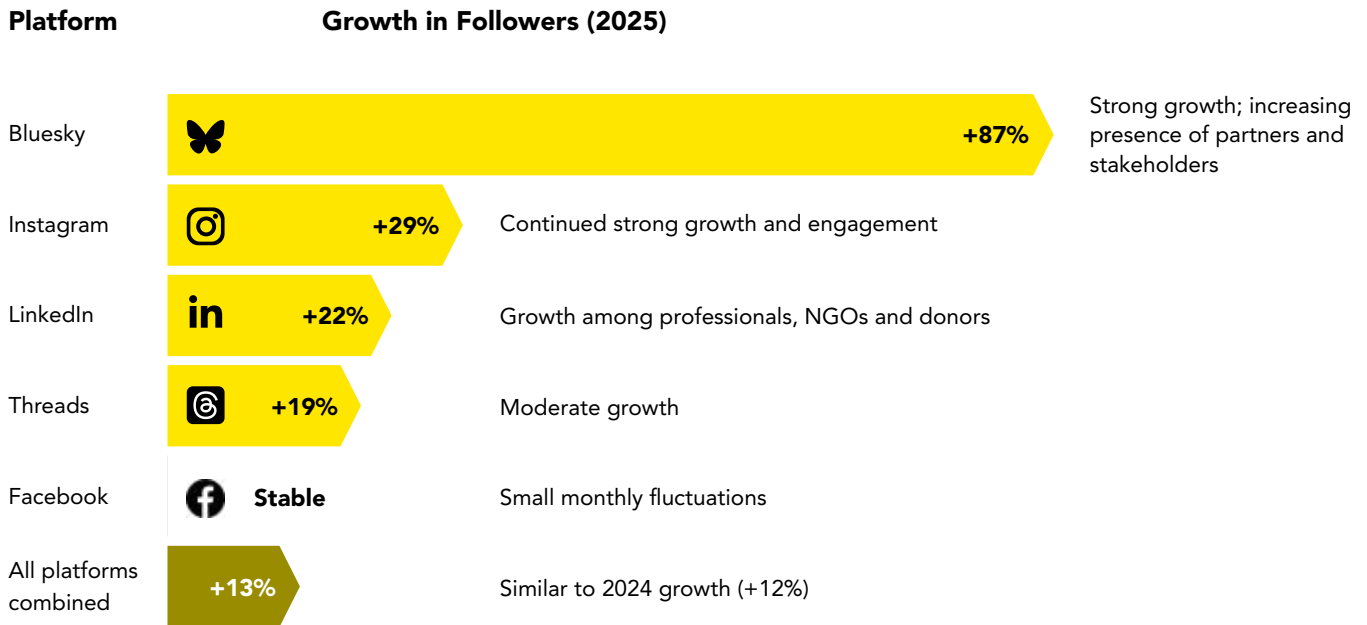 Platform
Growth in Followers (2025)
Bluesky
+87%
Strong growth; increasing
presence of partners and
stakeholders
Instagram
+29%
Continued strong growth and engagement
LinkedIn
in
+22%
Growth among professionals, NGOs and donors
Threads
+19%
Moderate growth
Facebook
Stable
Small monthly fluctuations
All platforms
combined
+13%
Similar to 2024 growth (+12%)